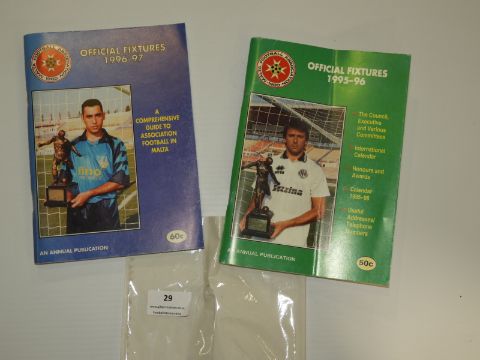 OFFICIAL FIXTURES
1996-97
A
COMPREHENSIVE
GUIDE TO
ASSOCIATION
FOOTBALL IN
MALTA
AN ANNUAL PUBLICATION
60c
OFFICIAL FIXTURES
1995-96
The Council,
Executive
and Various
Committees
International
Calendar
Honours and
Awards
Calendar
1995-96
Useful
Addresses/
Telephone
Numbers
AN ANNUAL PUBLICATION
50c
29